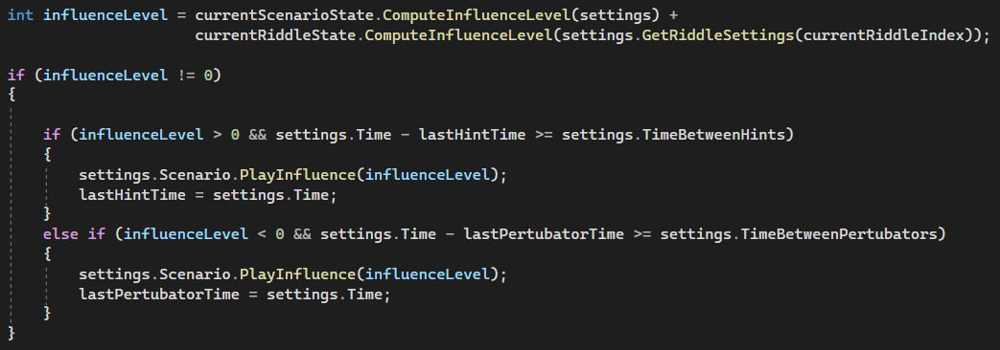 int influenceLevel = currentScenarioState.ComputeInfluenceLevel(settings) +
currentRiddleState.ComputeInfluenceLevel(settings.GetRiddleSettings(currentRiddleIndex));
if (influenceLevel != 0)
{
if (influenceLevel > 0 && settings.Time - lastHintTime >= settings.TimeBetweenHints)
{
settings.Scenario.PlayInfluence(influenceLevel);
lastHintTime = settings.Time;
}
else if (influenceLevel < 0 && settings.Time - lastPertubatorTime >= settings.TimeBetweenPertubators)
{
settings.Scenario.PlayInfluence(influenceLevel);
lastPertubatorTime = settings.Time;
}
}